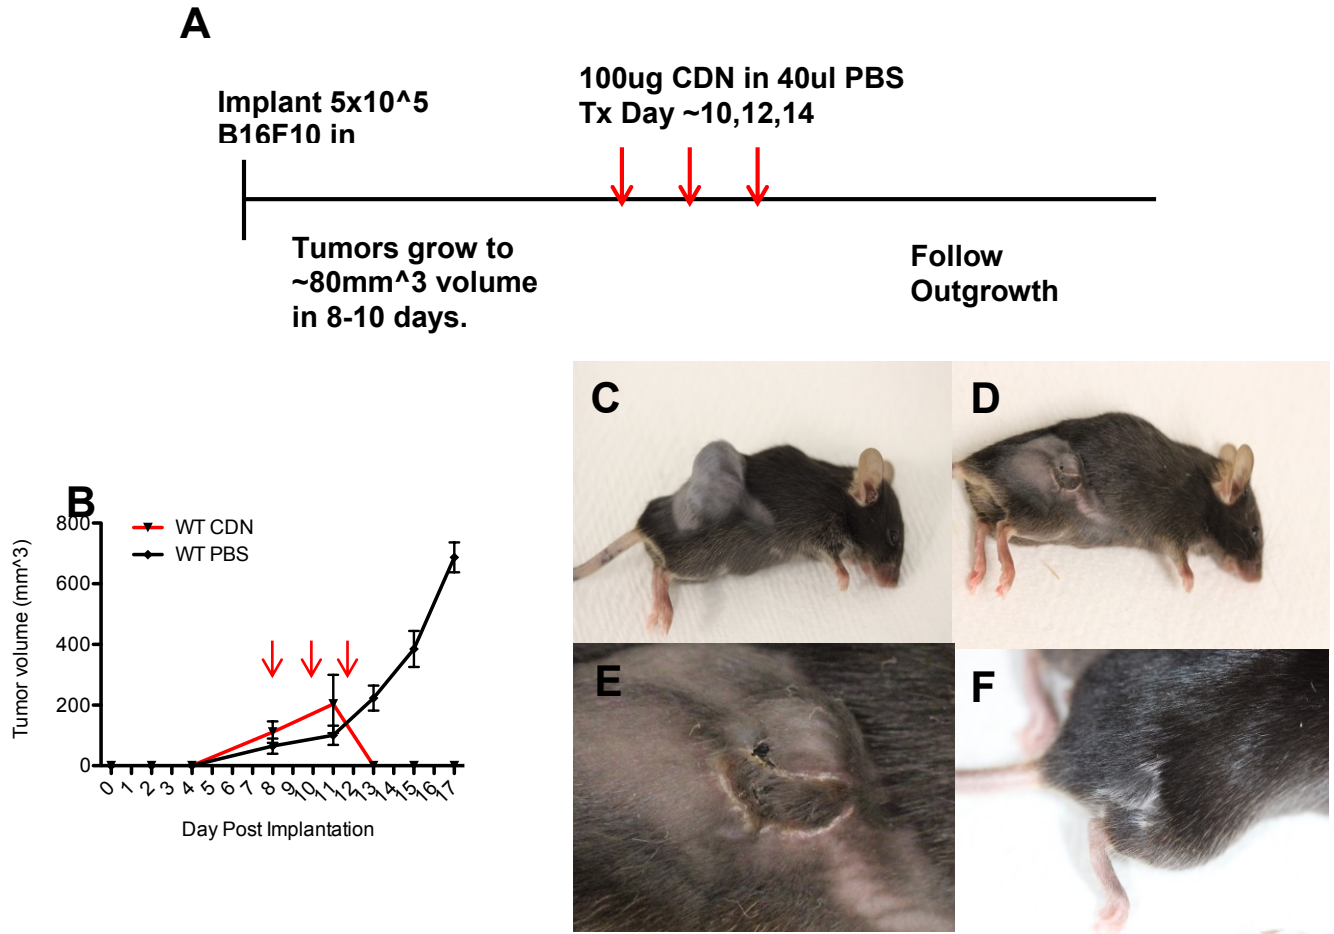 A
Implant 5x10^5
B16F10 in
100ug CDN in 40ul PBS
Tx Day ~10,12,14
Tumors grow to
~80mm^3 volume
in 8-10 days.
Follow
Outgrowth
B
WT CDN
WT PBS
Tumor volume (mm^3)
800
600
400
200
0
0 2 3 4 5 6 7 8 9 10 11 12 13 14 15 16 17
Day Post Implantation
C
D
E
F